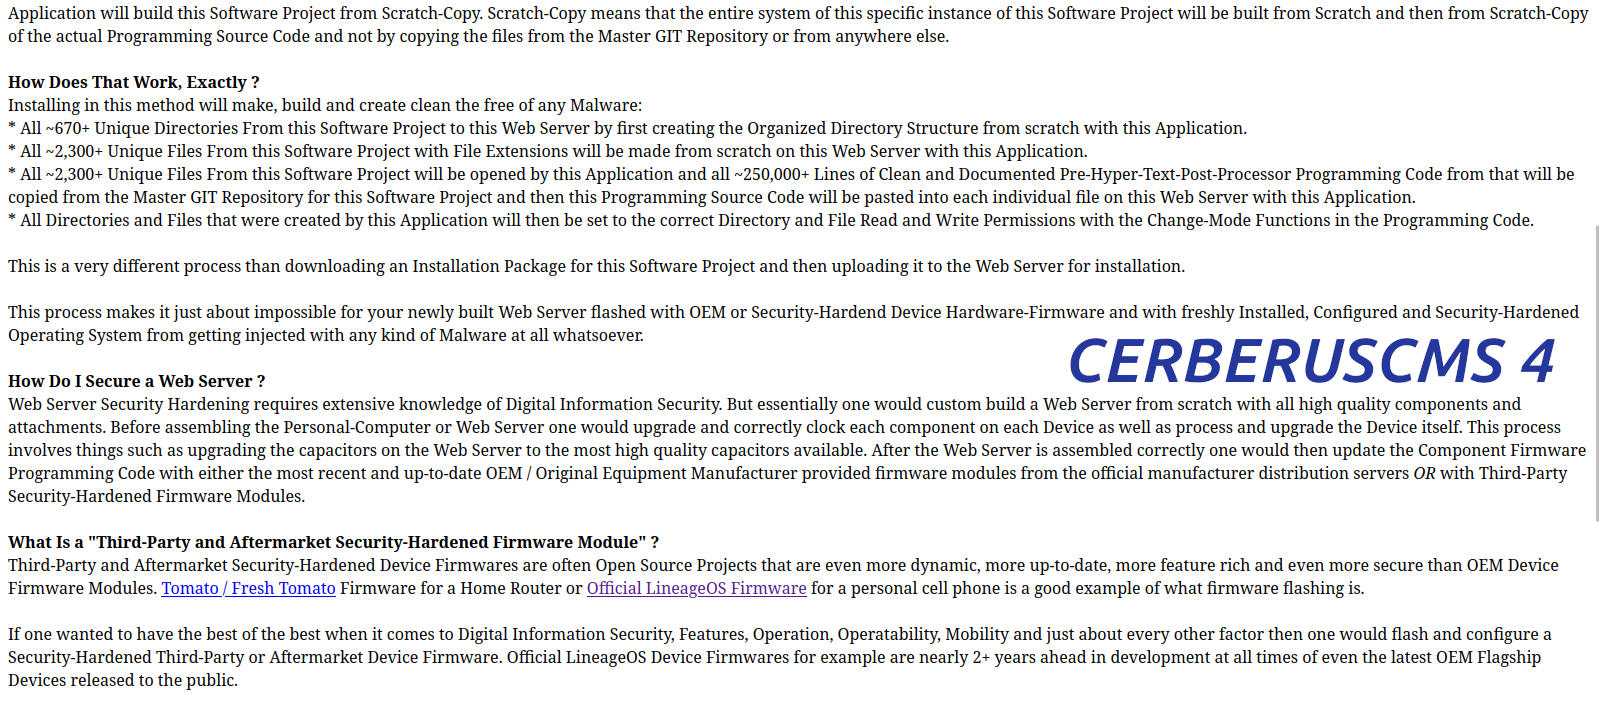 Application will build this Software Project from Scratch-Copy. Scratch-Copy means that the entire system of this specific instance of this Software Project will be built from Scratch and then from Scratch-Copy
of the actual Programming Source Code and not by copying the files from the Master GIT Repository or from anywhere else.
How Does That Work, Exactly ?
Installing in this method will make, build and create clean the free of any Malware:
* All ~670+ Unique Directories From this Software Project to this Web Server by first creating the Organized Directory Structure from scratch with this Application.
* All ~2,300+ Unique Files From this Software Project with File Extensions will be made from scratch on this Web Server with this Application.
* All ~2,300+ Unique Files From this Software Project will be opened by this Application and all ~250,000+ Lines of Clean and Documented Pre-Hyper-Text-Post-Processor Programming Code from that will be
copied from the Master GIT Repository for this Software Project and then this Programming Source Code will be pasted into each individual file on this Web Server with this Application.
* All Directories and Files that were created by this Application will then be set to the correct Directory and File Read and Write Permissions with the Change-Mode Functions in the Programming Code.
This is a very different process than downloading an Installation Package for this Software Project and then uploading it to the Web Server for installation.
This process makes it just about impossible for your newly built Web Server flashed with OEM or Security-Hardend Device Hardware-Firmware and with freshly Installed, Configured and Security-Hardened
Operating System from getting injected with any kind of Malware at all whatsoever.
CERBERUSCMS 4
How Do I Secure a Web Server ?
Web Server Security Hardening requires extensive knowledge of Digital Information Security. But essentially one would custom build a Web Server from scratch with all high quality components and
attachments. Before assembling the Personal-Computer or Web Server one would upgrade and correctly clock each component on each Device as well as process and upgrade the Device itself. This process
involves things such as upgrading the capacitors on the Web Server to the most high quality capacitors available. After the Web Server is assembled correctly one would then update the Component Firmware
Programming Code with either the most recent and up-to-date OEM / Original Equipment Manufacturer provided firmware modules from the official manufacturer distribution servers OR with Third-Party
Security-Hardened Firmware Modules.
What Is a "Third-Party and Aftermarket Security-Hardened Firmware Module" ?
Third-Party and Aftermarket Security-Hardened Device Firmwares are often Open Source Projects that are even more dynamic, more up-to-date, more feature rich and even more secure than OEM Device
Firmware Modules. Tomato / Fresh Tomato Firmware for a Home Router or Official LineageOS Firmware for a personal cell phone is a good example of what firmware flashing is.
If one wanted to have the best of the best when it comes to Digital Information Security, Features, Operation, Operatability, Mobility and just about every other factor then one would flash and configure a
Security-Hardened Third-Party or Aftermarket Device Firmware. Official LineageOS Device Firmwares for example are nearly 2+ years ahead in development at all times of even the latest OEM Flagship
Devices released to the public.